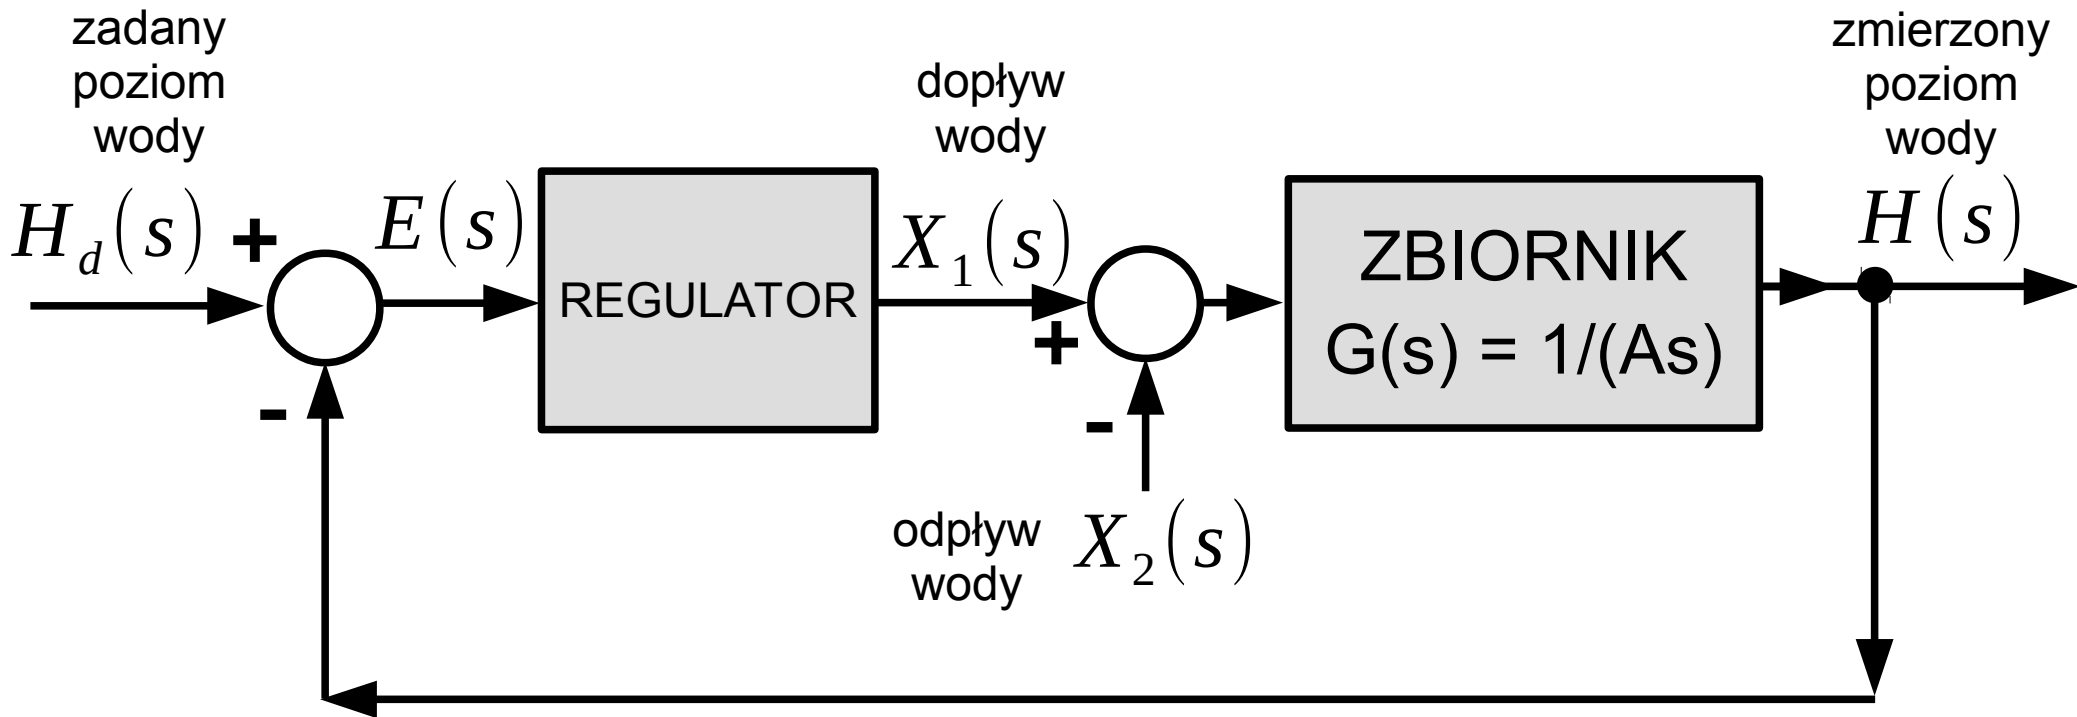 zadany
poziom
wody
H_d(s)
+
-
E(s)
REGULATOR
dopływ
wody
X_1(s)
+
-
odpływ
wody
X_2(s)
ZBIORNIK
G(s) = 1/(As)
zmierzony
poziom
wody
H(s)